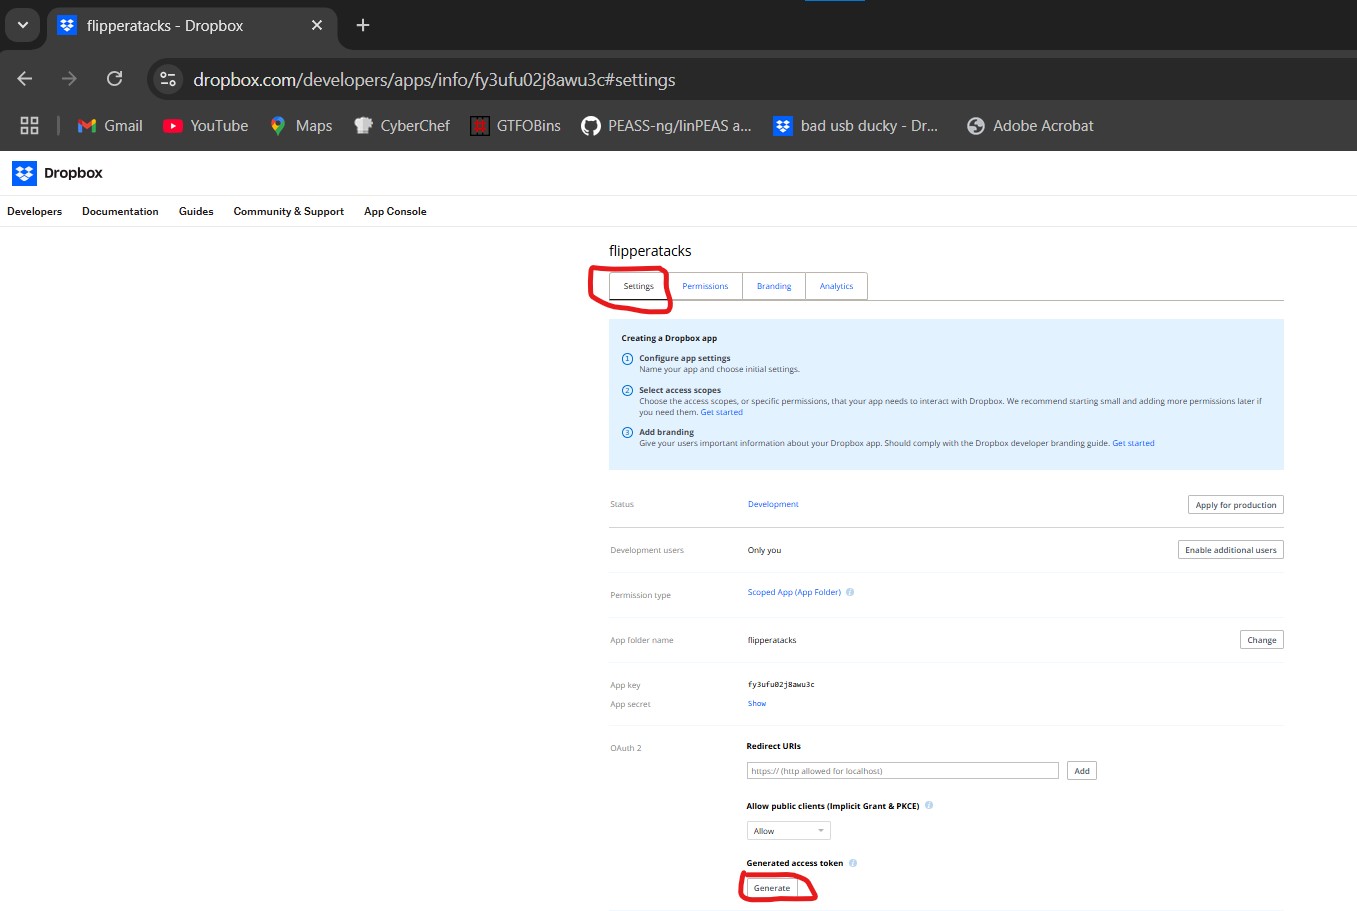 flipperatacks - Dropbox
dropbox.com/developers/apps/info/fy3ufu02j8awu3c#settings
Gmail YouTube Maps CyberChef GTFOBins PEASS-ng/linPEAS a... bad usb ducky - Dr... Adobe Acrobat
Dropbox
Developers Documentation Guides Community & Support App Console
flipperatacks
Settings Permissions Branding Analytics
Creating a Dropbox app
1 Configure app settings
Name your app and choose initial settings.
2 Select access scopes
Choose the access scopes, or specific permissions, that your app needs to interact with Dropbox. We recommend starting small and adding more permissions later if
you need them. Get started
3 Add branding
Give your users important information about your Dropbox app. Should comply with the Dropbox developer branding guide. Get started
Status Development Apply for production
Development users Only you Enable additional users
Permission type Scoped App (App Folder) i
App folder name flipperatacks Change
App key fy3ufu02j8awu3c
App secret Show
OAuth 2 Redirect URIs
https:// (http allowed for localhost) Add
Allow public clients (Implicit Grant & PKCE) i
Allow
Generated access token i
Generate